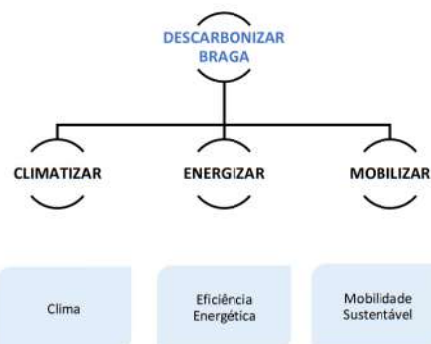 DESCARBONIZAR
BRAGA
CLIMATIZAR
ENERGIZAR
MOBILIZAR
Clima
Eficiência
Energética
Mobilidade
Sustentável